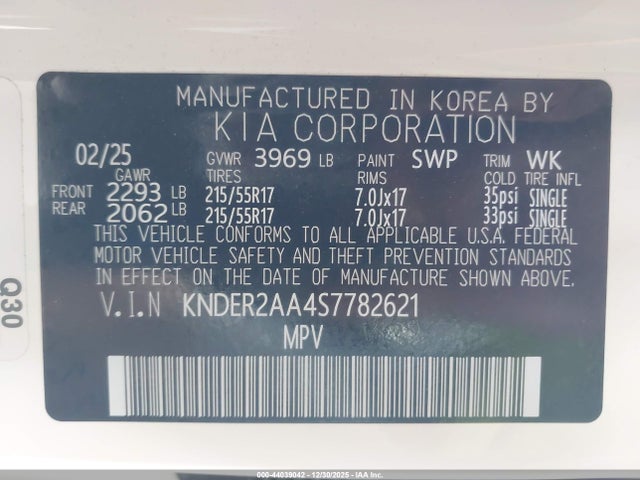 MANUFACTURED IN KOREA BY
KIA CORPORATION
02/25 GVWR 3969 LB PAINT SWP TRIM WK
GAWR TIRES RIMS COLD TIRE INFL
FRONT 2293 LB 215/55R17 7.0Jx17 35psi SINGLE
REAR 2062 LB 215/55R17 7.0Jx17 33psi SINGLE
THIS VEHICLE CONFORMS TO ALL APPLICABLE U.S.A. FEDERAL
MOTOR VEHICLE SAFETY AND THEFT PREVENTION STANDARDS
IN EFFECT ON THE DATE OF MANUFACTURE SHOWN ABOVE.
V.I.N KNDER2AA4S7782621
MPV
Q30
000-44039042 - 12/30/2025 - IAA Inc.